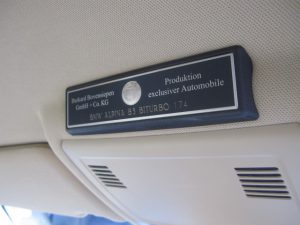 Burkard Bovensiepen
GmbH + Co. KG
Produktion
exclusiver Automobile
BMW ALPINA B3 BITURBO 174